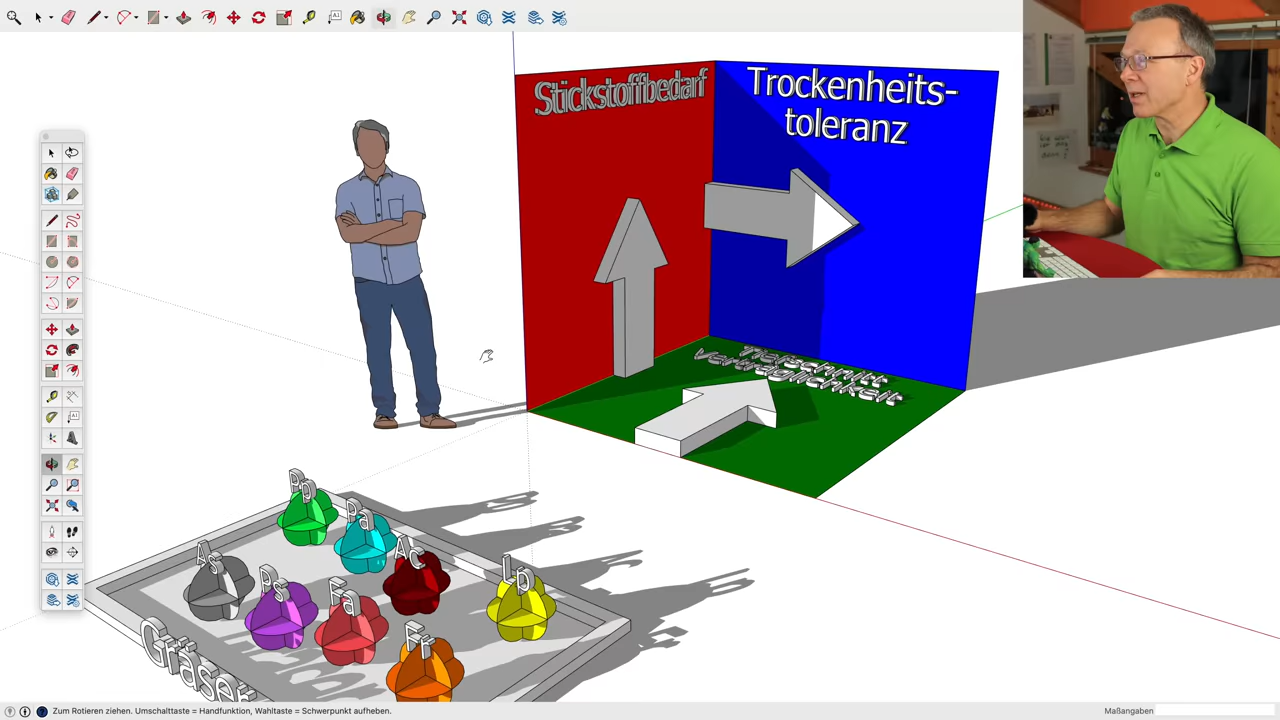 Stickstoffbedarf
Trockenheits-
toleranz
Tiefschnitt
verträglichkeit
Pp
Pa
As
Ac
Lp
Ps
Fa
Fr
Gräser
Zum Rotieren ziehen. Umschalttaste = Handfunktion, Wahltaste = Schwerpunkt aufheben.
Maßangaben